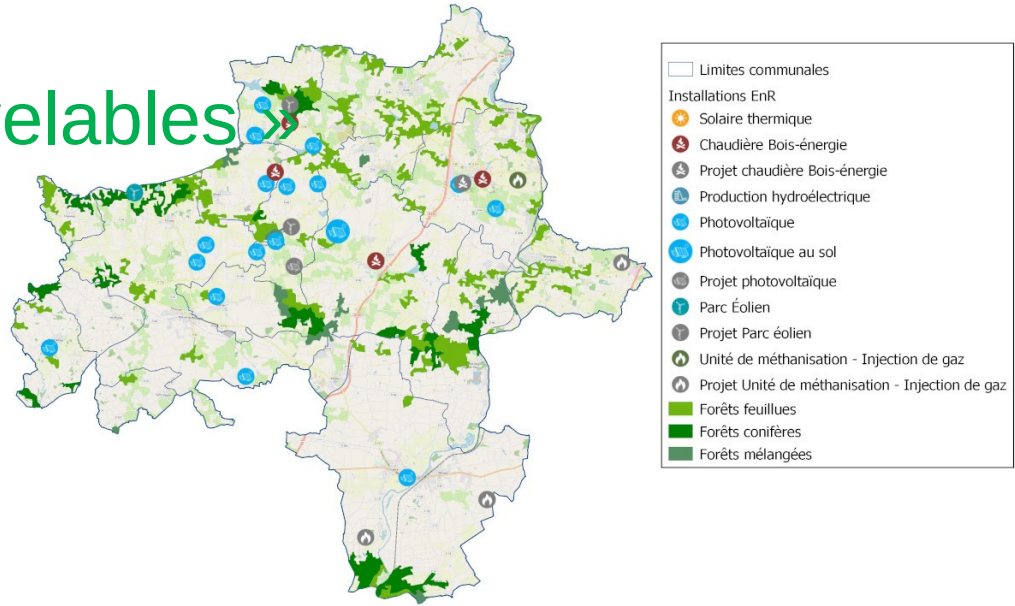 velables »
Limites communales
Installations EnR
Solaire thermique
Chaudière Bois-énergie
Projet chaudière Bois-énergie
Production hydroélectrique
Photovoltaïque
Photovoltaïque au sol
Projet photovoltaïque
Parc Éolien
Projet Parc éolien
Unité de méthanisation - Injection de gaz
Projet Unité de méthanisation - Injection de gaz
Forêts feuillues
Forêts conifères
Forêts mélangées